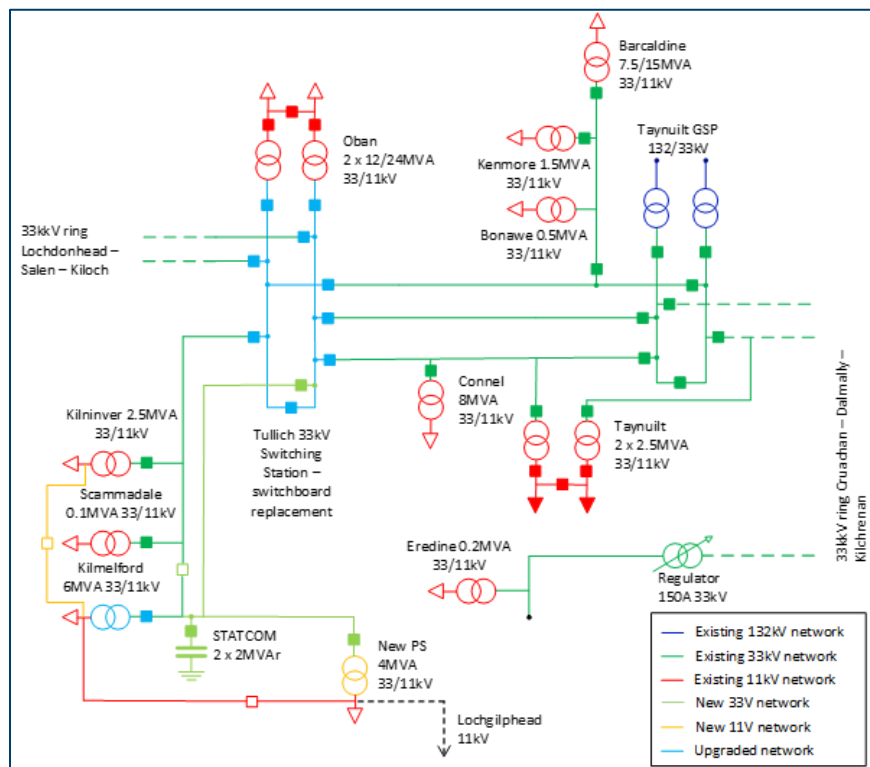 Barcaldine
7.5/15MVA
33/11kV
Taynuilt GSP
132/33kV
Oban
2 x 12/24MVA
33/11kV
Kenmore 1.5MVA
33/11kV
33kkV ring
Lochdonhead –
Salen – Kiloch
Bonawe 0.5MVA
33/11kV
Connel
8MVA
33/11kV
Kilninver 2.5MVA
33/11kV
Tullich 33kV
Switching
Station –
switchboard
replacement
Taynuilt
2 x 2.5MVA
33/11kV
33kkV ring Cruachan – Dalmally –
Kilchrenan
Scammadale
0.1MVA 33/11kV
Kilmelford
6MVA 33/11kV
Eredine 0.2MVA
33/11kV
Regulator
150A 33kV
STATCOM
2 x 2MVAr
New PS
4MVA
33/11kV
Lochgilphead
11kV
Existing 132kV network
Existing 33kV network
Existing 11kV network
New 33V network
New 11V network
Upgraded network